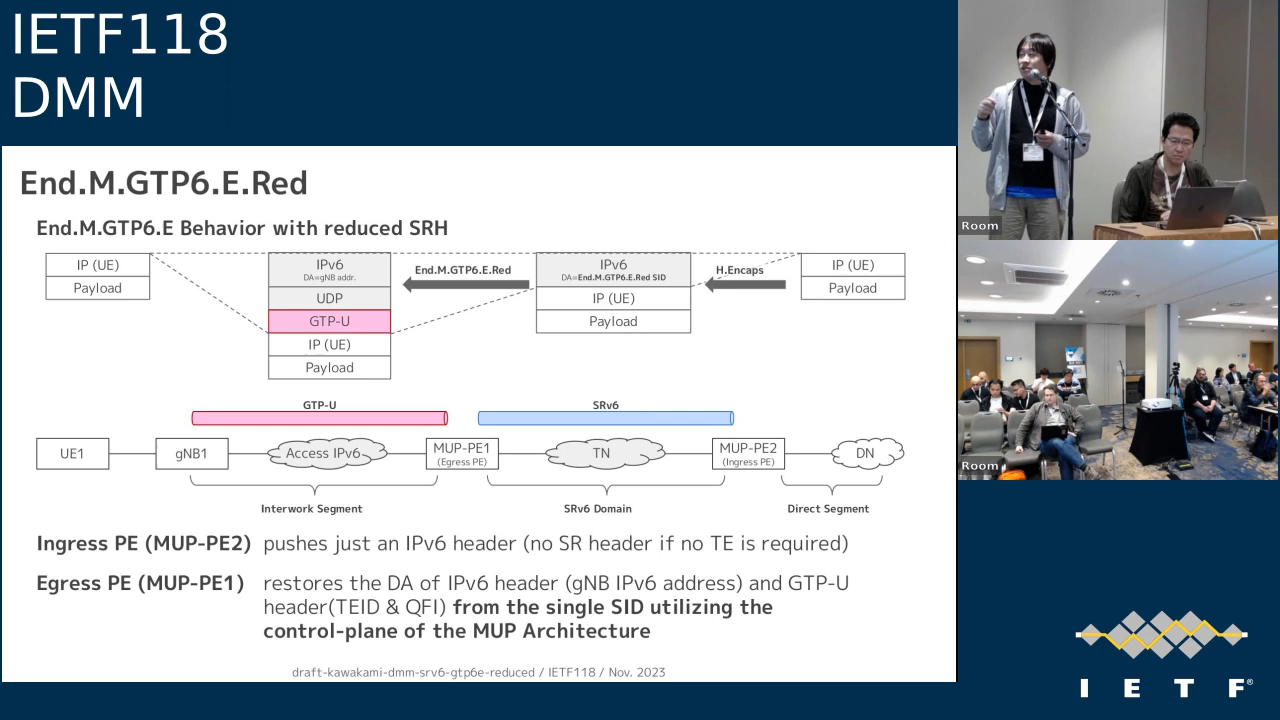 IETF118
DMM
End.M.GTP6.E.Red
End.M.GTP6.E Behavior with reduced SRH
IP (UE)
Payload
IPv6
DA=gNB addr.
UDP
GTP-U
IP (UE)
Payload
End.M.GTP6.E.Red
IPv6
DA=End.M.GTP6.E.Red SID
IP (UE)
Payload
H.Encaps
IP (UE)
Payload
GTP-U
SRv6
UE1
gNB1
Access IPv6
MUP-PE1
(Egress PE)
TN
MUP-PE2
(Ingress PE)
DN
Interwork Segment
SRv6 Domain
Direct Segment
Ingress PE (MUP-PE2) pushes just an IPv6 header (no SR header if no TE is required)
Egress PE (MUP-PE1) restores the DA of IPv6 header (gNB IPv6 address) and GTP-U
header(TEID & QFI) from the single SID utilizing the
control-plane of the MUP Architecture
draft-kawakami-dmm-srv6-gtp6e-reduced / IETF118 / Nov. 2023
Room
Room
I E T F®